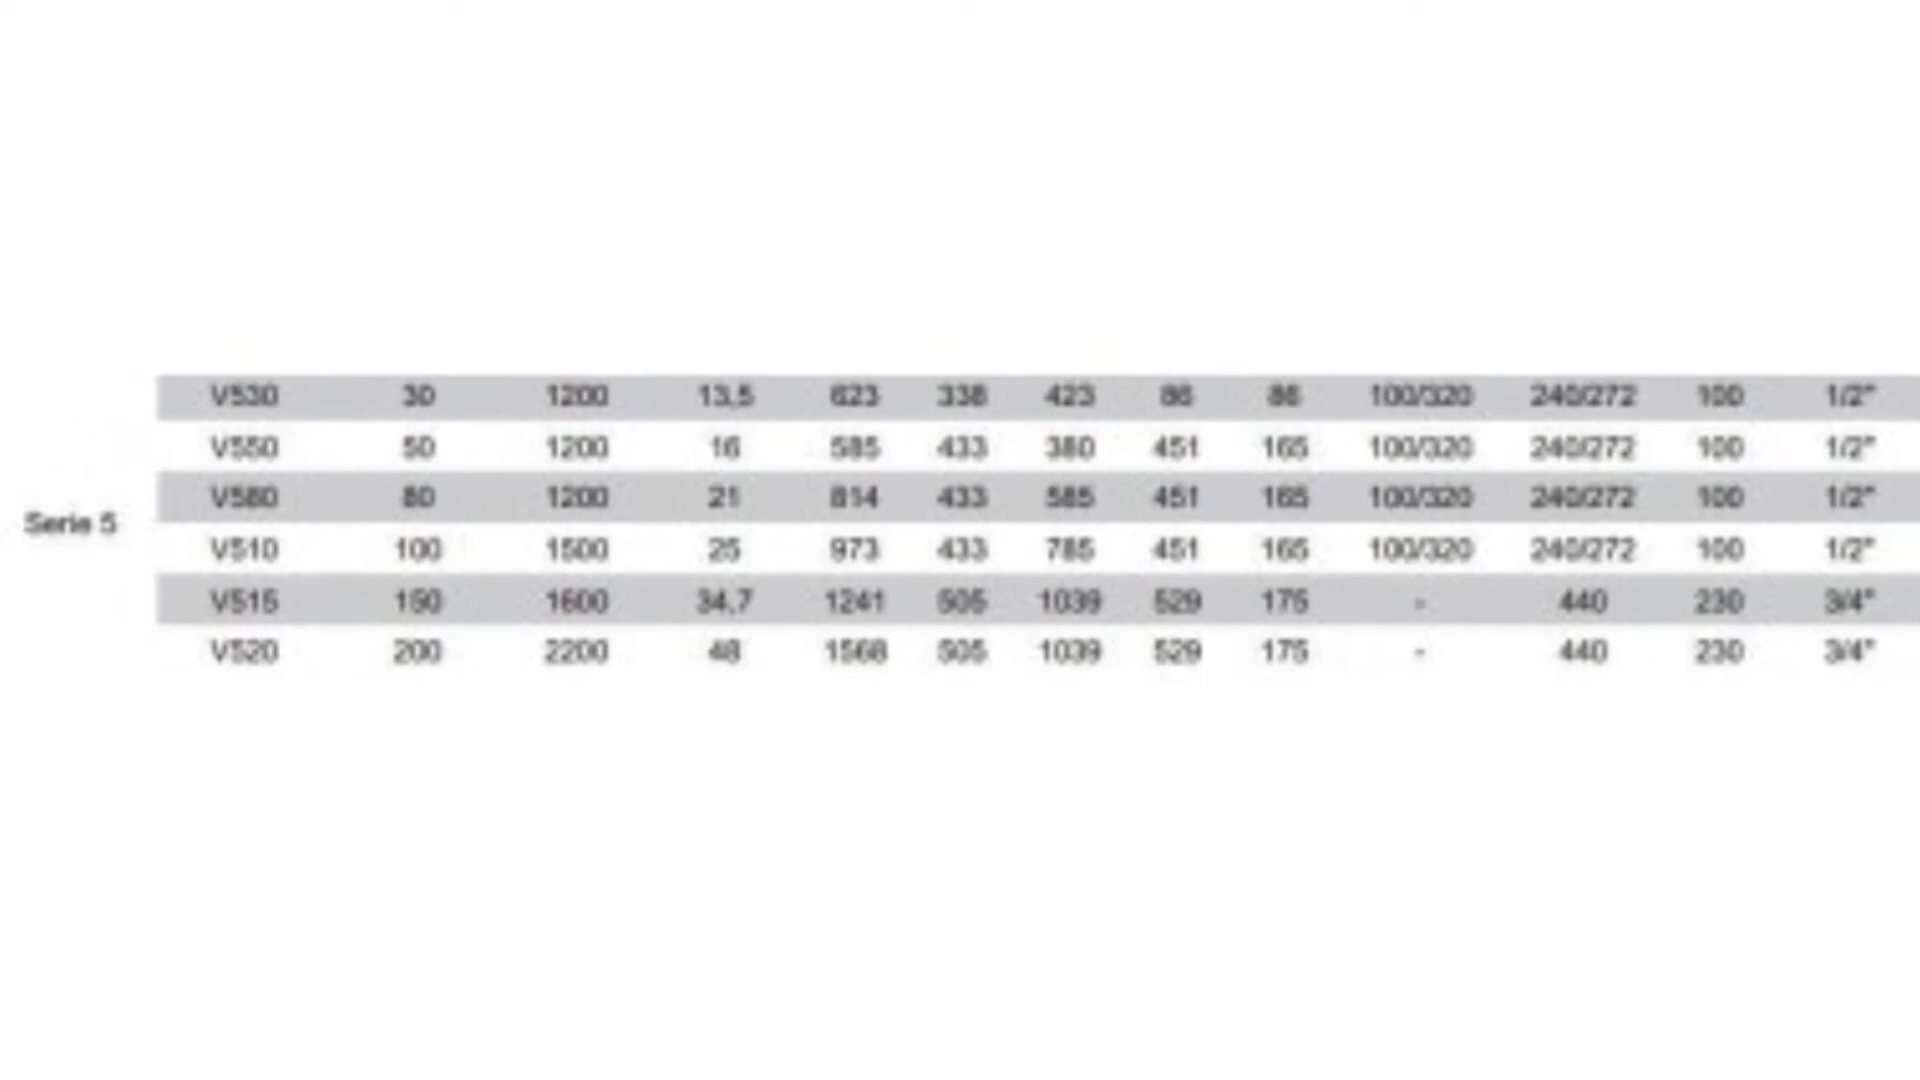 V530 30 1200 13,5 623 338 423 86 86 100/320 240/272 100 1/2"
V550 50 1200 16 585 433 380 451 165 100/320 240/272 100 1/2"
V580 80 1200 21 814 433 585 451 165 100/320 240/272 100 1/2"
Serie 5
V510 100 1500 25 973 433 785 451 165 100/320 240/272 100 1/2"
V515 150 1600 34,7 1241 505 1039 529 175 - 440 230 3/4"
V520 200 2200 48 1568 505 1039 529 175 - 440 230 3/4"